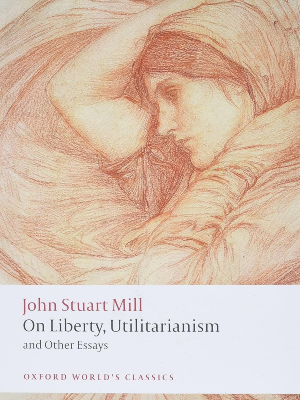 John Stuart Mill
On Liberty, Utilitarianism
and Other Essays
OXFORD WORLD'S CLASSICS